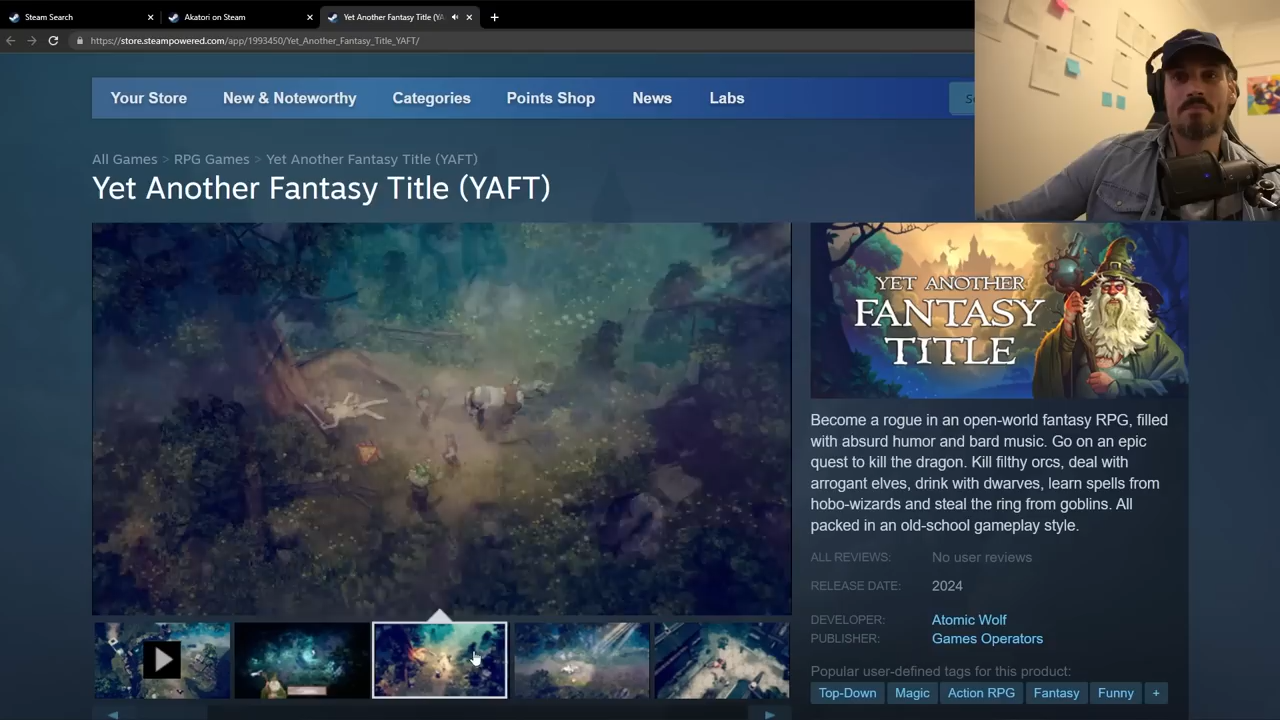 Steam Search
Akatori on Steam
Yet Another Fantasy Title (YA
https://store.steampowered.com/app/1993450/Yet_Another_Fantasy_Title_YAFT/
Your Store
New & Noteworthy
Categories
Points Shop
News
Labs
All Games > RPG Games > Yet Another Fantasy Title (YAFT)
Yet Another Fantasy Title (YAFT)
YET ANOTHER
FANTASY
TITLE
Become a rogue in an open-world fantasy RPG, filled
with absurd humor and bard music. Go on an epic
quest to kill the dragon. Kill filthy orcs, deal with
arrogant elves, drink with dwarves, learn spells from
hobo-wizards and steal the ring from goblins. All
packed in an old-school gameplay style.
ALL REVIEWS: No user reviews
RELEASE DATE: 2024
DEVELOPER: Atomic Wolf
PUBLISHER: Games Operators
Popular user-defined tags for this product:
Top-Down Magic Action RPG Fantasy Funny +